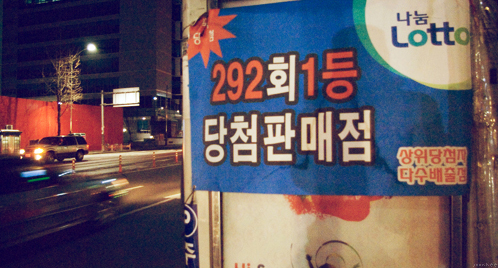 나눔
Lotto
292회1등
당첨판매점
상위당첨자
다수배출점